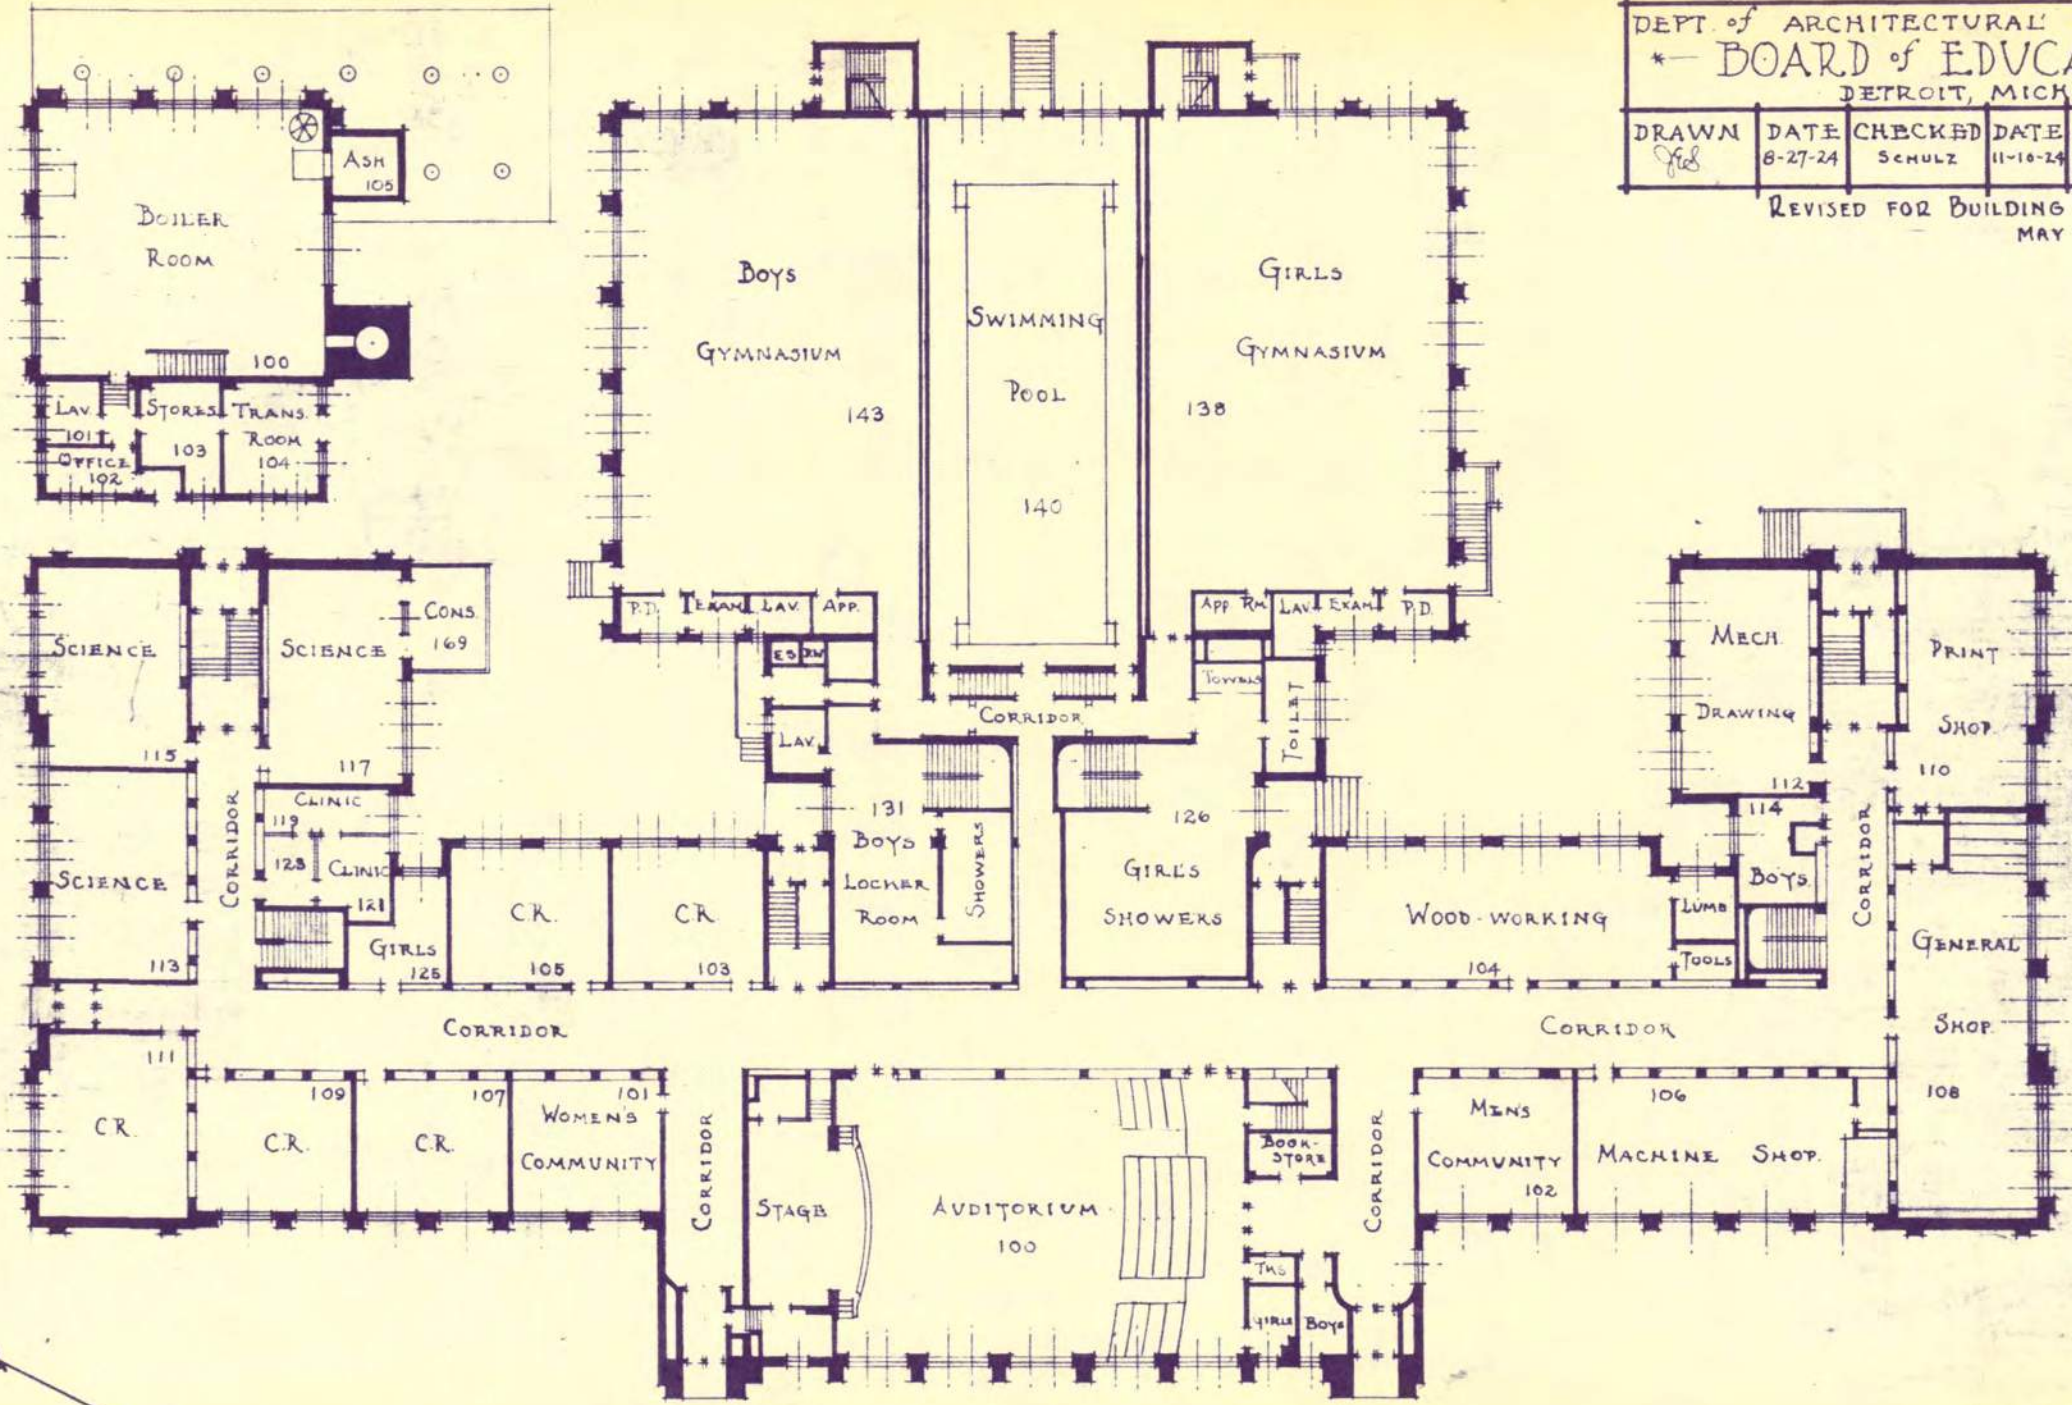 DEPT. of ARCHITECTURAL
BOARD of EDUCA
DETROIT, MICH
DRAWN
DATE
8-27-24
CHECKED
SCHULZ
DATE
11-10-24
REVISED FOR BUILDING
MAY
ASH
105
BOILER
ROOM
100
LAV.
101
STORES
103
TRANS.
ROOM
104
OFFICE
102
BOYS
GYMNASIUM
143
SWIMMING
POOL
140
GIRLS
GYMNASIUM
138
P.D.
EXAM
LAV.
APP.
APP. RM.
LAV.
EXAM
P.D.
SCIENCE
115
SCIENCE
117
CONS.
169
E.S.
TOWELS
TOILET
CORRIDOR
LAV.
MECH.
DRAWING
112
PRINT
SHOP.
110
SCIENCE
113
CORRIDOR
CLINIC
119
123
CLINIC
121
GIRLS
125
C.R.
105
C.R.
103
131
BOYS
LOCKER
ROOM
SHOWERS
126
GIRL'S
SHOWERS
WOOD-WORKING
104
114
BOYS
LUMB
TOOLS
CORRIDOR
GENERAL
SHOP.
108
CORRIDOR
CORRIDOR
111
C.R.
109
C.R.
107
C.R.
101
WOMEN'S
COMMUNITY
CORRIDOR
STAGE
AUDITORIUM
100
BOOK-
STORE
TKS
GIRLS
BOYS
CORRIDOR
MEN'S
COMMUNITY
102
106
MACHINE SHOP.